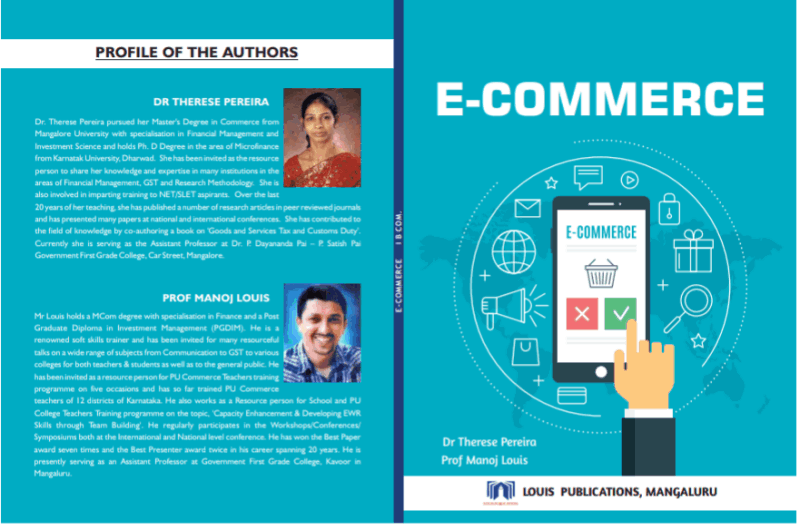 PROFILE OF THE AUTHORS
DR THERESE PEREIRA
Dr. Therese Pereira pursued her Master's Degree in Commerce from
Mangalore University with specialisation in Financial Management and
Investment Science and holds Ph. D Degree in the area of Microfinance
from Karnatak University, Dharwad. She has been invited as the resource
person to share her knowledge and expertise in many institutions in the
areas of Financial Management, GST and Research Methodology. She is
also involved in imparting training to NET/SLET aspirants. Over the last
20 years of her teaching, she has published a number of research articles in peer reviewed journals
and has presented many papers at national and international conferences. She has contributed to
the field of knowledge by co-authoring a book on 'Goods and Services Tax and Customs Duty'.
Currently she is serving as the Assistant Professor at Dr. P. Dayananda Pai – P. Satish Pai
Government First Grade College, Car Street, Mangalore.
PROF MANOJ LOUIS
Mr Louis holds a MCom degree with specialisation in Finance and a Post
Graduate Diploma in Investment Management (PGDIM). He is a
renowned soft skills trainer and has been invited for many resourceful
talks on a wide range of subjects from Communication to GST to various
colleges for both teachers & students as well as to the general public. He
has been invited as a resource person for PU Commerce Teachers training
programme on five occasions and has so far trained PU Commerce
teachers of 12 districts of Karnataka. He also works as a Resource person for School and PU
College Teachers Training programme on the topic, 'Capacity Enhancement & Developing EWR
Skills through Team Building'. He regularly participates in the Workshops/Conferences/
Symposiums both at the International and National level conference. He has won the Best Paper
award seven times and the Best Presenter award twice in his career spanning 20 years. He is
presently serving as an Assistant Professor at Government First Grade College, Kavoor in
Mangaluru.
E-COMMERCE I B COM.
E-COMMERCE
E-COMMERCE
Dr Therese Pereira
Prof Manoj Louis
LOUIS PUBLICATIONS, MANGALURU